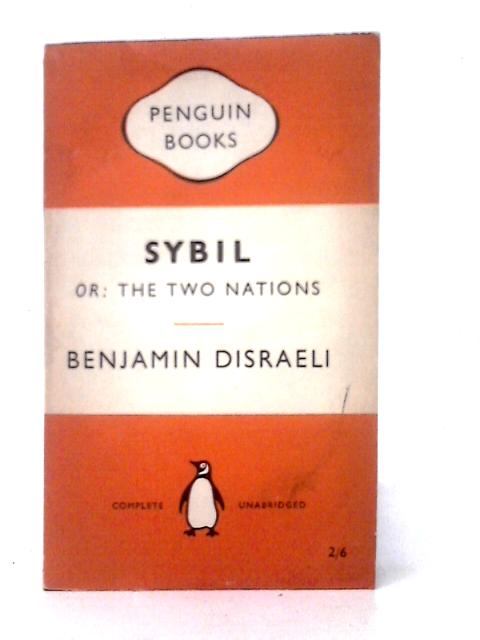 PENGUIN
BOOKS
SYBIL
OR: THE TWO NATIONS
BENJAMIN DISRAELI
COMPLETE UNABRIDGED
2/6